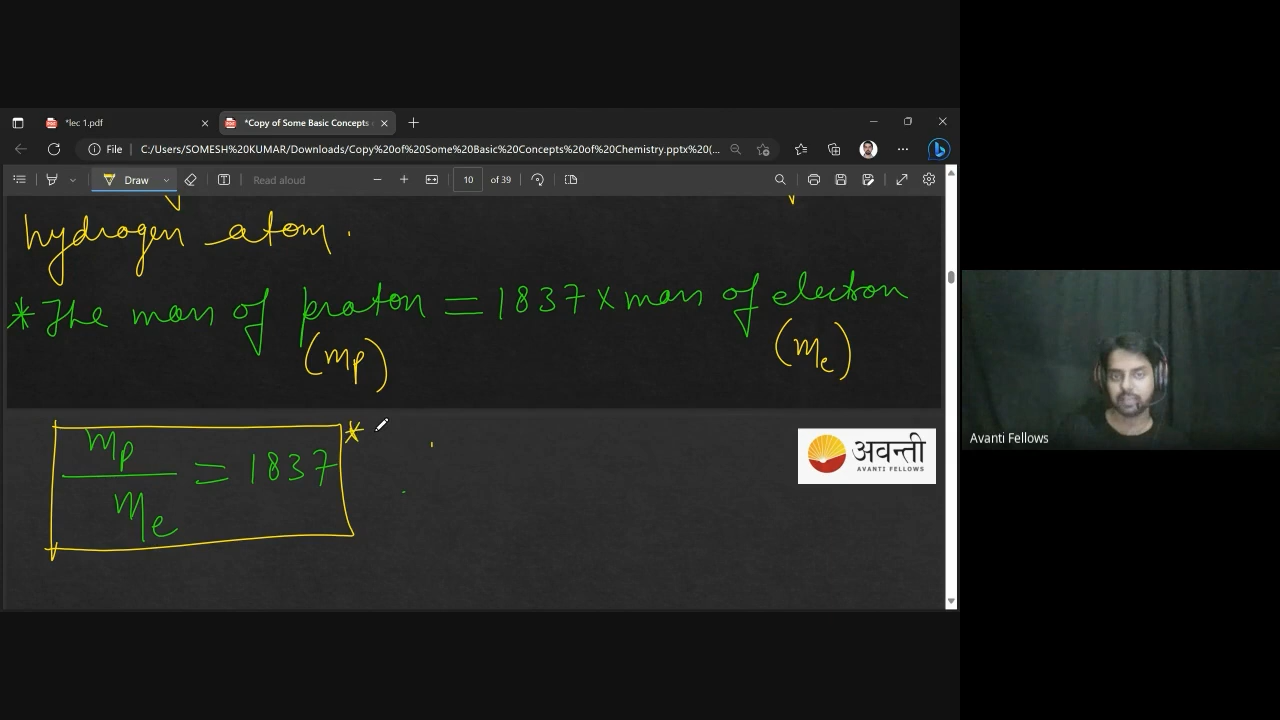 *lec 1.pdf
*Copy of Some Basic Concepts
File
C:/Users/SOMESH%20KUMAR/Downloads/Copy%20of%20Some%20Basic%20Concepts%20of%20Chemistry.pptx%20(...
Draw
Read aloud
10 of 39
hydrogen atom.
* The mass of proton = 1837 x mass of electron
(mp) (me)
mp
= 1837 *
me
अवन्ती
AVANTI FELLOWS
Avanti Fellows